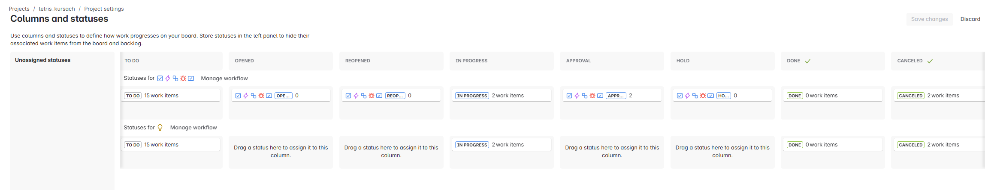 Projects / tetris_kursach / Project settings
Columns and statuses
Save changes
Discard
Use columns and statuses to define how work progresses on your board. Store statuses in the left panel to hide their
associated work items from the board and backlog.
Unassigned statuses
TO DO
OPENED
REOPENED
IN PROGRESS
APPROVAL
HOLD
DONE
CANCELED
Statuses for
Manage workflow
TO DO 15 work items
OPE... 0
REOP... 0
IN PROGRESS 2 work items
APPR... 2
HO... 0
DONE 0 work items
CANCELED 2 work items
Statuses for
Manage workflow
TO DO 15 work items
Drag a status here to assign it to this
column.
Drag a status here to assign it to this
column.
IN PROGRESS 2 work items
Drag a status here to assign it to this
column.
Drag a status here to assign it to this
column.
DONE 0 work items
CANCELED 2 work items